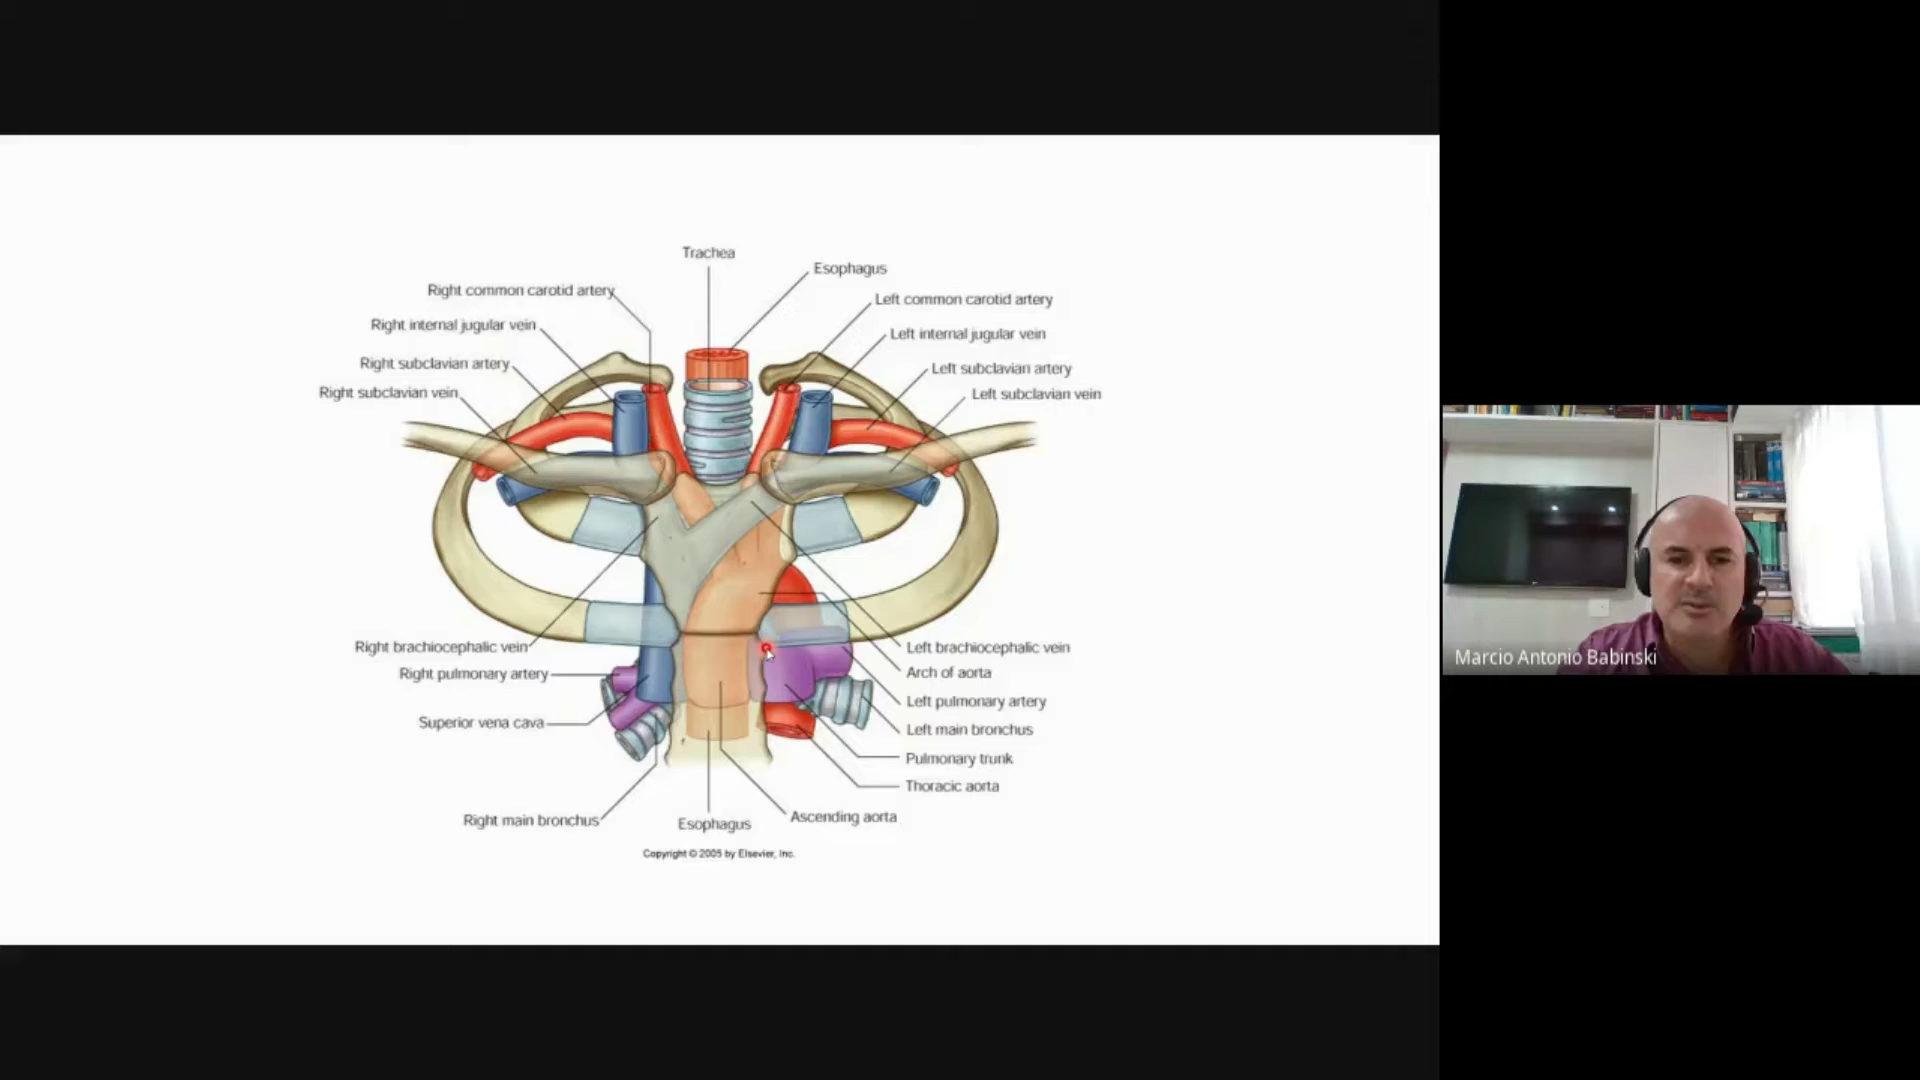 Trachea
Esophagus
Right common carotid artery
Left common carotid artery
Right internal jugular vein
Left internal jugular vein
Right subclavian artery
Left subclavian artery
Right subclavian vein
Left subclavian vein
Right brachiocephalic vein
Left brachiocephalic vein
Right pulmonary artery
Arch of aorta
Left pulmonary artery
Superior vena cava
Left main bronchus
Pulmonary trunk
Thoracic aorta
Right main bronchus
Esophagus
Ascending aorta
Copyright © 2005 by Elsevier, Inc.
Marcio Antonio Babinski